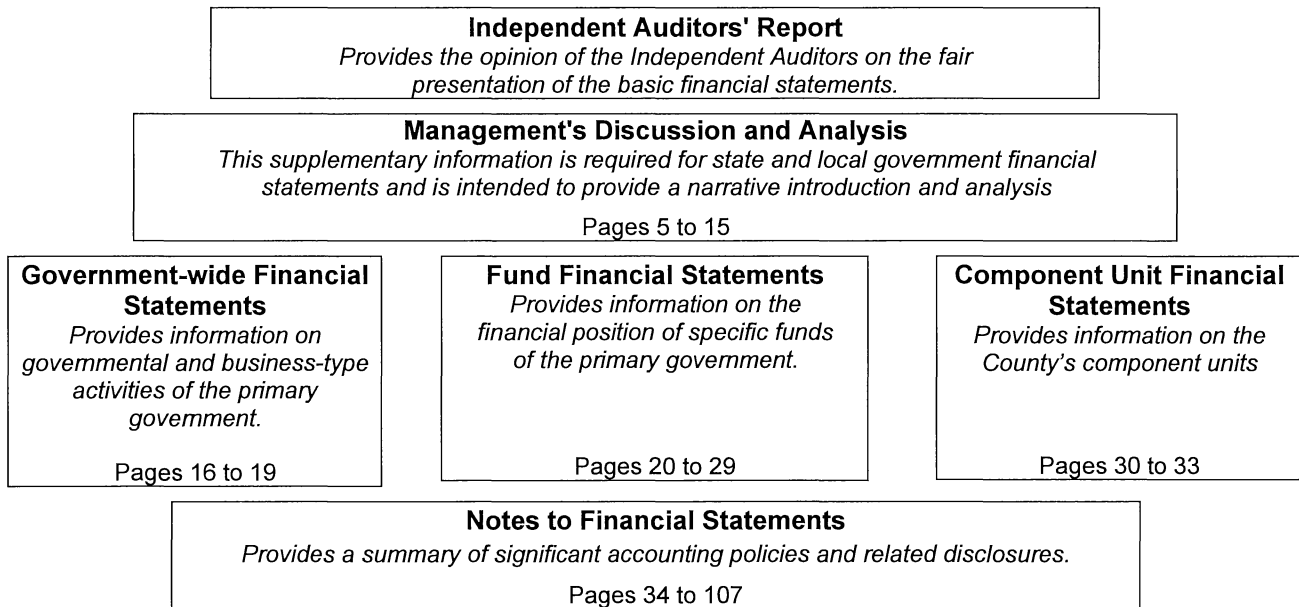 Independent Auditors' Report
Provides the opinion of the Independent Auditors on the fair
presentation of the basic financial statements.
Management's Discussion and Analysis
This supplementary information is required for state and local government financial
statements and is intended to provide a narrative introduction and analysis
Pages 5 to 15
Government-wide Financial
Statements
Provides information on
governmental and business-type
activities of the primary
government.
Pages 16 to 19
Fund Financial Statements
Provides information on the
financial position of specific funds
of the primary government.
Pages 20 to 29
Component Unit Financial
Statements
Provides information on the
County's component units
Pages 30 to 33
Notes to Financial Statements
Provides a summary of significant accounting policies and related disclosures.
Pages 34 to 107